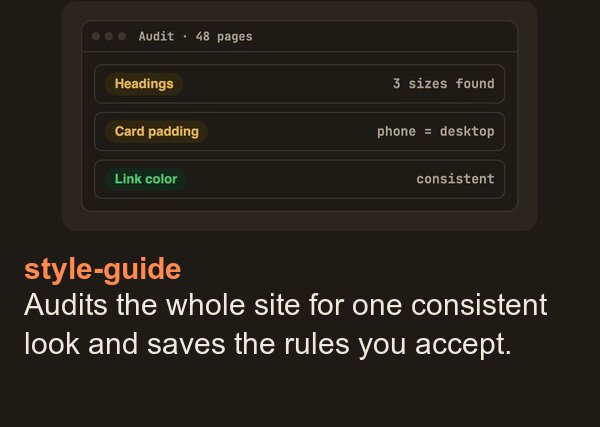 Audit · 48 pages
Headings 3 sizes found
Card padding phone = desktop
Link color consistent
style-guide
Audits the whole site for one consistent
look and saves the rules you accept.